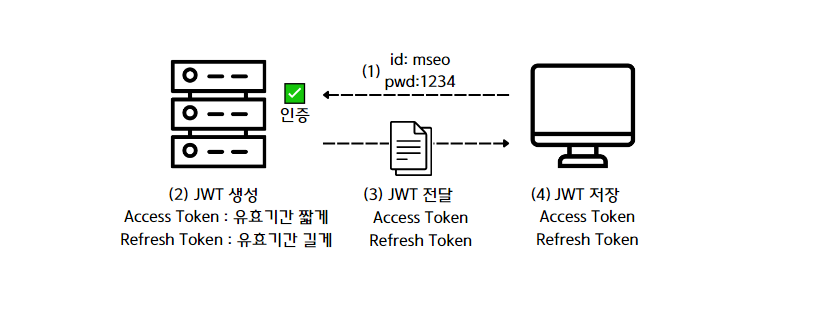 (1)
id: mseo
pwd:1234
인증
(2) JWT 생성
Access Token : 유효기간 짧게
Refresh Token : 유효기간 길게
(3) JWT 전달
Access Token
Refresh Token
(4) JWT 저장
Access Token
Refresh Token